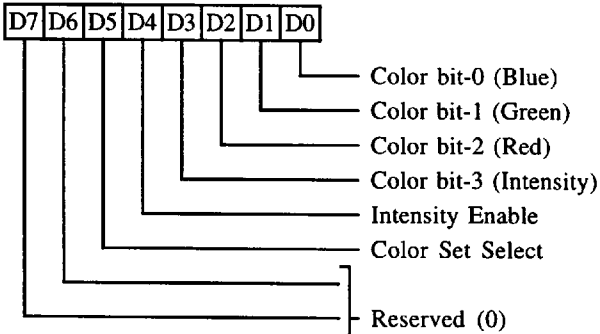 D7 D6 D5 D4 D3 D2 D1 D0
Color bit-0 (Blue)
Color bit-1 (Green)
Color bit-2 (Red)
Color bit-3 (Intensity)
Intensity Enable
Color Set Select
Reserved (0)